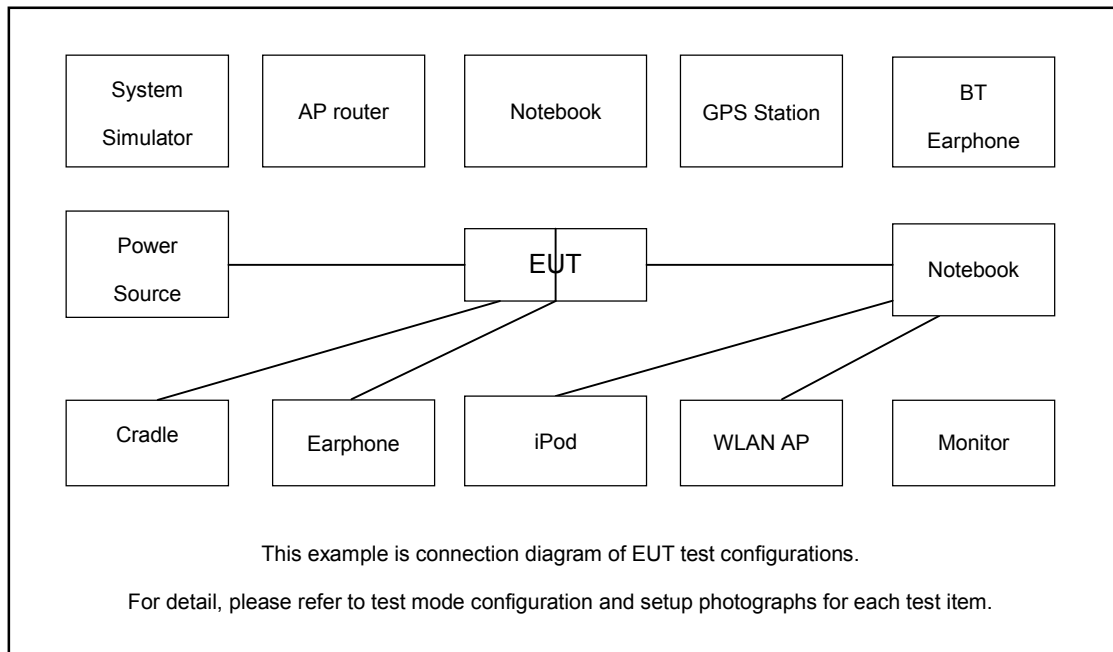 System
Simulator
AP router
Notebook
GPS Station
BT
Earphone
Power
Source
EUT
Notebook
Cradle
Earphone
iPod
WLAN AP
Monitor
This example is connection diagram of EUT test configurations.
For detail, please refer to test mode configuration and setup photographs for each test item.